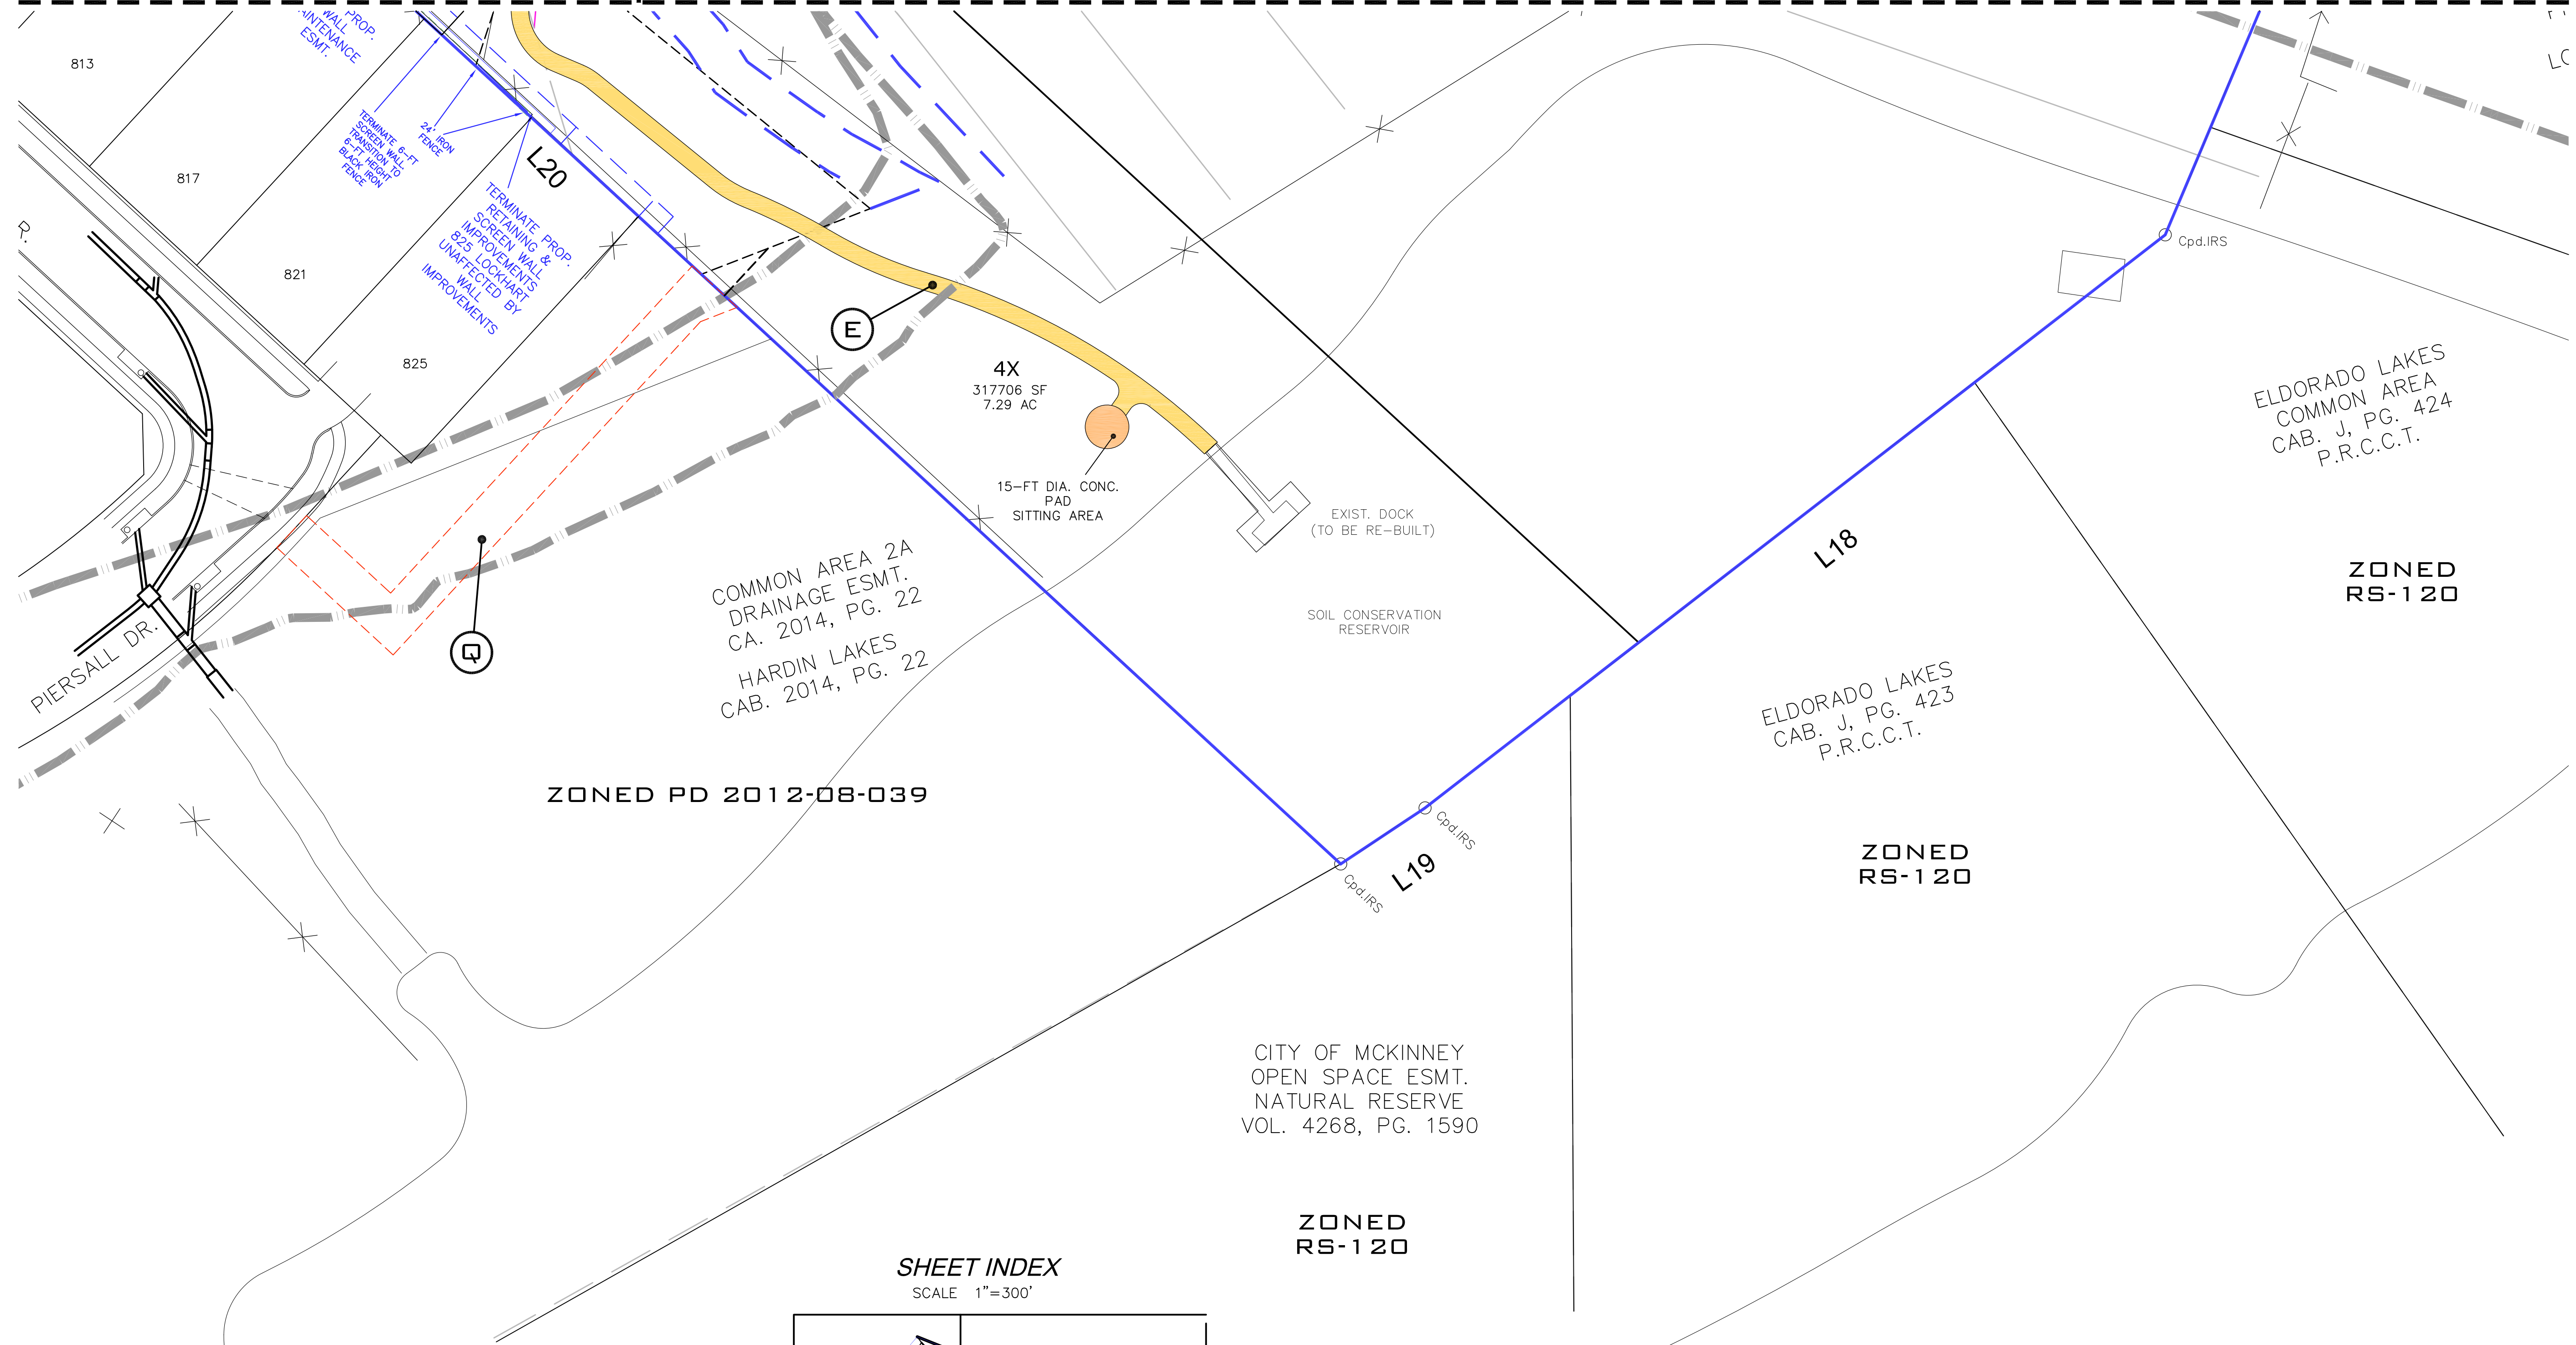 PROP.
WALL
AINTENANCE
ESMT.
813
817
821
825
R.
TERMINATE 6-FT
SCREEN WALL.
TRANSITION TO
6-FT HEIGHT TO
BLACK IRON
FENCE
24' IRON
FENCE
L20
TERMINATE PROP.
RETAINING &
SCREEN WALL
IMPROVEMENTS
825 LOCKHART
UNAFFECTED BY
WALL
IMPROVEMENTS
E
4X
317706 SF
7.29 AC
15-FT DIA. CONC.
PAD
SITTING AREA
EXIST. DOCK
(TO BE RE-BUILT)
SOIL CONSERVATION
RESERVOIR
Q
PIERSALL DR.
COMMON AREA 2A
DRAINAGE ESMT.
CA. 2014, PG. 22
HARDIN LAKES
CAB. 2014, PG. 22
ZONED PD 2012-08-039
Cpd.IRS
L18
ELDORADO LAKES
COMMON AREA
CAB. J, PG. 424
P.R.C.C.T.
ZONED
RS-120
ELDORADO LAKES
CAB. J, PG. 423
P.R.C.C.T.
ZONED
RS-120
Cpd.IRS
L19
Cpd.IRS
CITY OF MCKINNEY
OPEN SPACE ESMT.
NATURAL RESERVE
VOL. 4268, PG. 1590
ZONED
RS-120
SHEET INDEX
SCALE 1"=300'